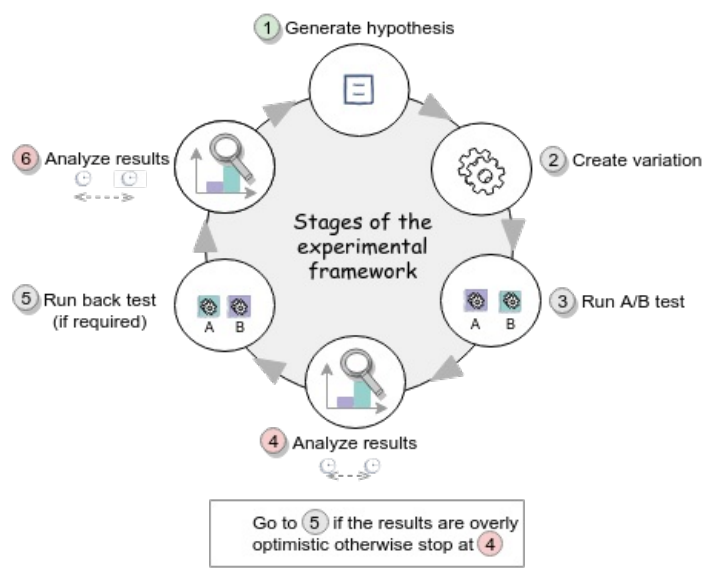 1 Generate hypothesis
2 Create variation
3 Run A/B test
A B
4 Analyze results
5 Run back test
(if required)
A B
6 Analyze results
Stages of the
experimental
framework
Go to 5 if the results are overly
optimistic otherwise stop at 4